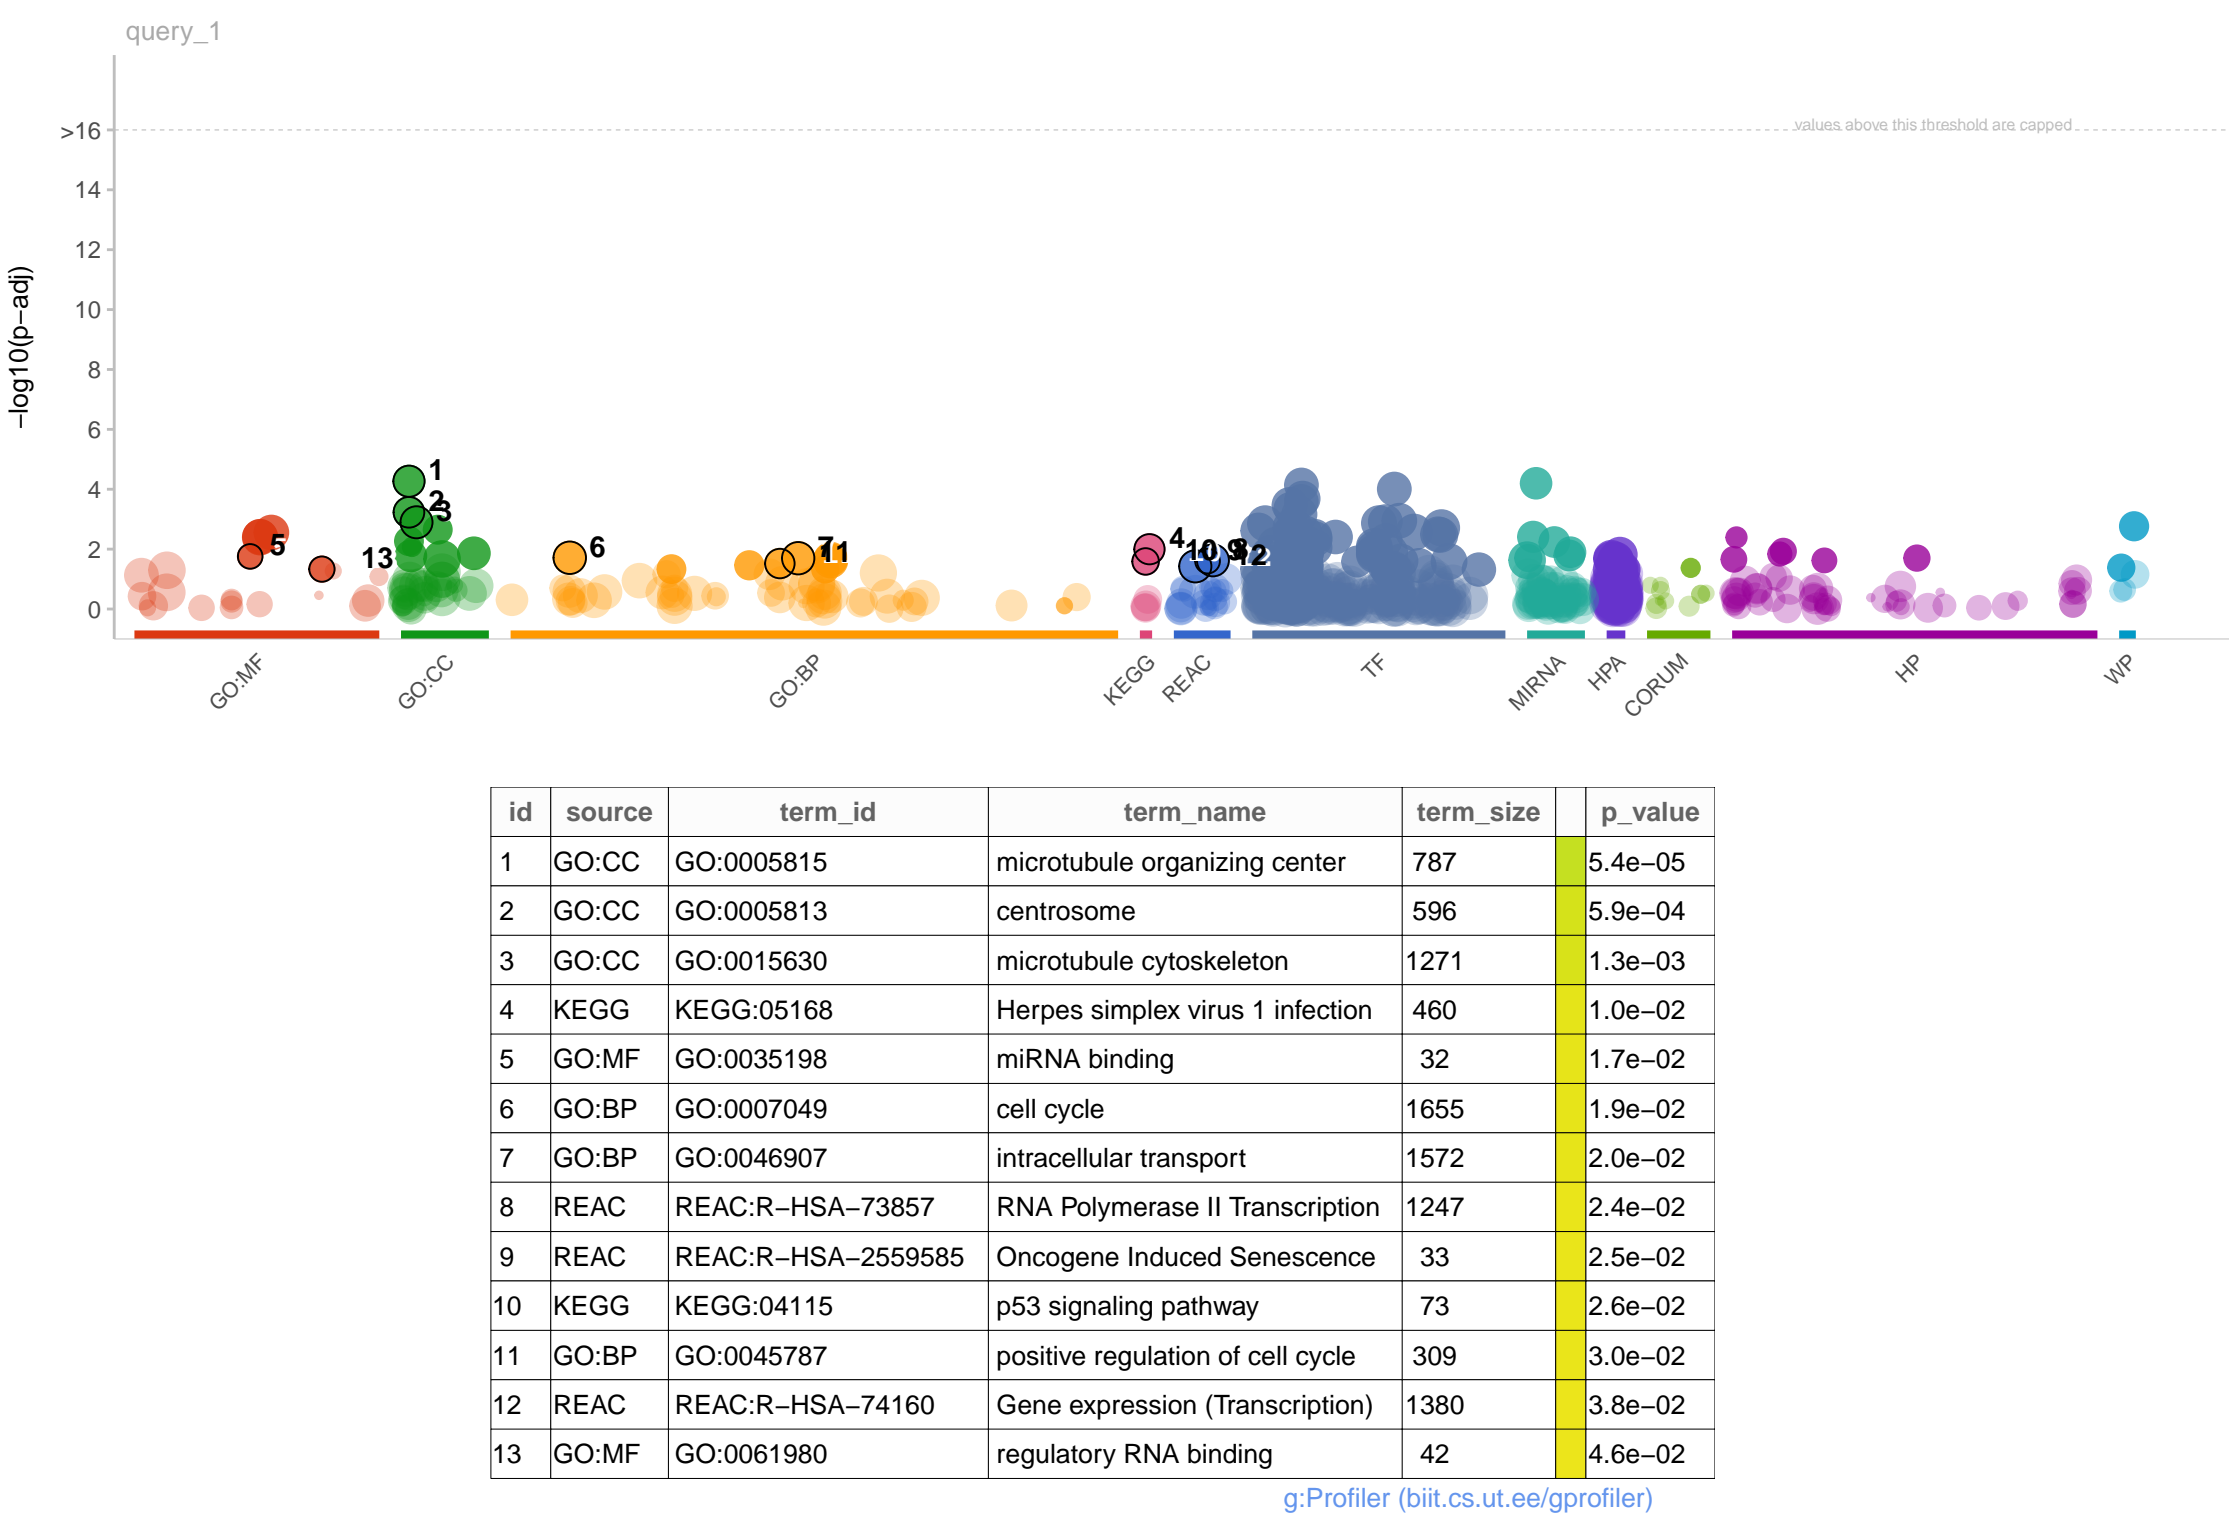 query_1
values above this threshold are capped
>16
14
12
10
8
6
4
2
0
−log10(p−adj)
1
2
3
4
5
6
7
11
13
10
9
8
12
GO:MF
GO:CC
GO:BP
KEGG
REAC
TF
MIRNA
HPA
CORUM
HP
WP
id source term_id term_name term_size p_value
1 GO:CC GO:0005815 microtubule organizing center 787 5.4e−05
2 GO:CC GO:0005813 centrosome 596 5.9e−04
3 GO:CC GO:0015630 microtubule cytoskeleton 1271 1.3e−03
4 KEGG KEGG:05168 Herpes simplex virus 1 infection 460 1.0e−02
5 GO:MF GO:0035198 miRNA binding 32 1.7e−02
6 GO:BP GO:0007049 cell cycle 1655 1.9e−02
7 GO:BP GO:0046907 intracellular transport 1572 2.0e−02
8 REAC REAC:R−HSA−73857 RNA Polymerase II Transcription 1247 2.4e−02
9 REAC REAC:R−HSA−2559585 Oncogene Induced Senescence 33 2.5e−02
10 KEGG KEGG:04115 p53 signaling pathway 73 2.6e−02
11 GO:BP GO:0045787 positive regulation of cell cycle 309 3.0e−02
12 REAC REAC:R−HSA−74160 Gene expression (Transcription) 1380 3.8e−02
13 GO:MF GO:0061980 regulatory RNA binding 42 4.6e−02
g:Profiler (biit.cs.ut.ee/gprofiler)